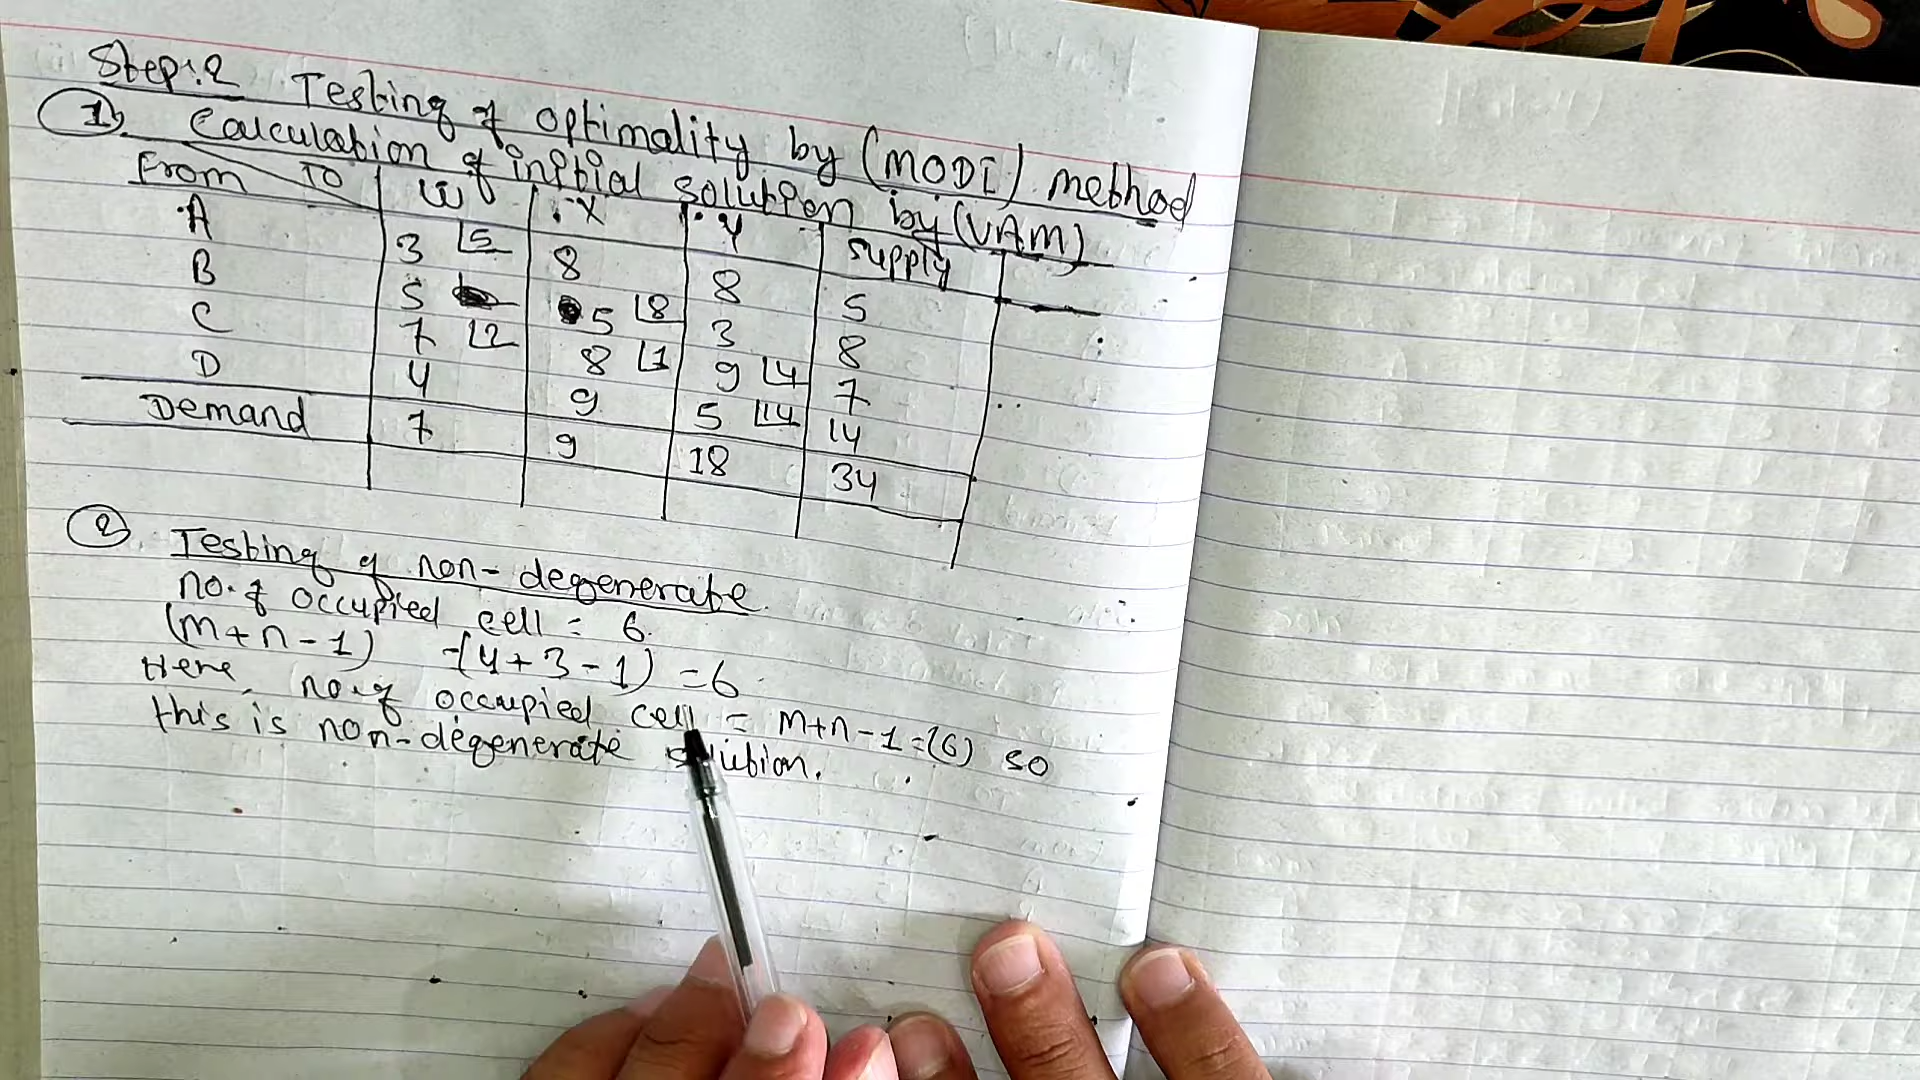 Step:2 Testing of optimality by (MODI) method
1) Calculation of initial solution by (VAM)
From TO W X Y Supply
A 3 5 8 8 5
B 5 5 8 3 8
C 7 2 8 1 9 4 7
D 4 9 5 14 14
Demand 7 9 18 34
2 Testing of non-degenerate
no. of occupied cell = 6.
(m+n-1) -(4+3-1) =6
Here, no. of occupied cell = m+n-1=(6) so
this is non-degenerate solution.